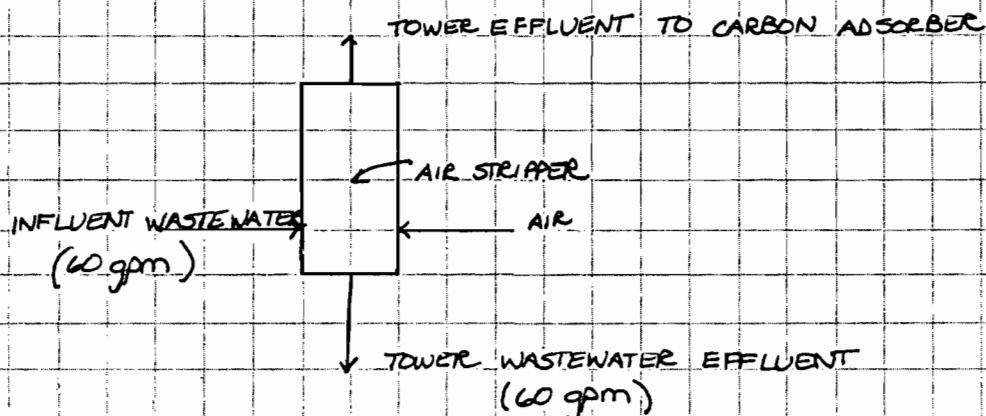 TOWER EFFLUENT TO CARBON ADSORBER
AIR STRIPPER
INFLUENT WASTEWATER
AIR
(60 gpm)
TOWER WASTEWATER EFFLUENT
(60 gpm)